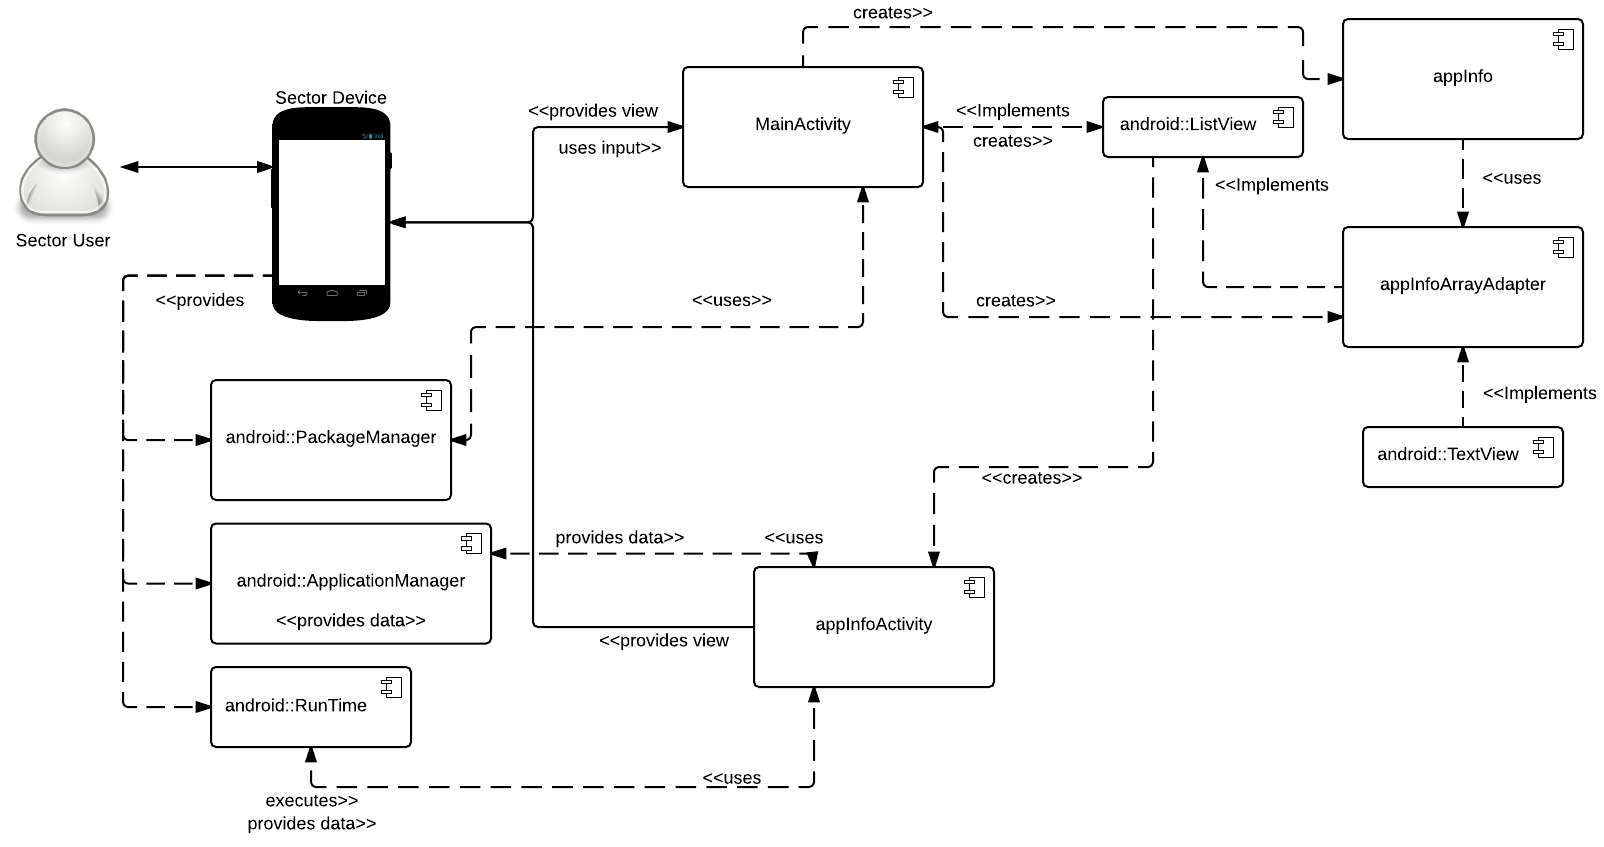 creates>>
appInfo
Sector Device
<<provides view
MainActivity
<<Implements
android::ListView
uses input>>
creates>>
<<uses
<<Implements
Sector User
<<provides
<<uses>>
creates>>
appInfoArrayAdapter
<<Implements
android::PackageManager
android::TextView
<<creates>>
provides data>>
<<uses
android::ApplicationManager
<<provides data>>
appInfoActivity
<<provides view
android::RunTime
<<uses
executes>>
provides data>>